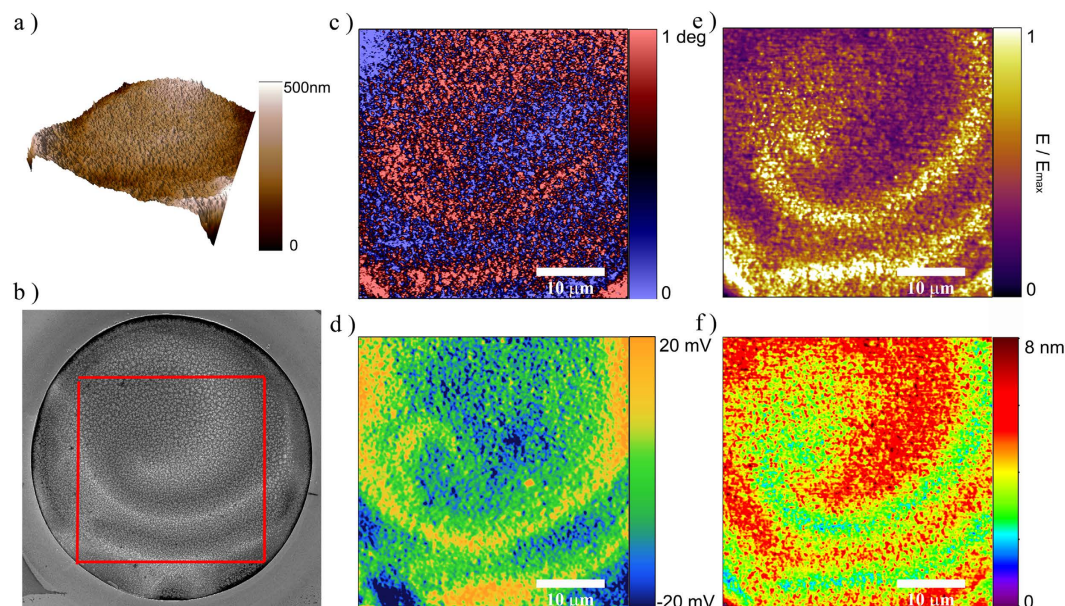 a )
500nm
0
b )
c )
1 deg
0
10 μm
d )
20 mV
-20 mV
10 μm
e )
1
E / Emax
0
10 μm
f )
8 nm
0
10 μm